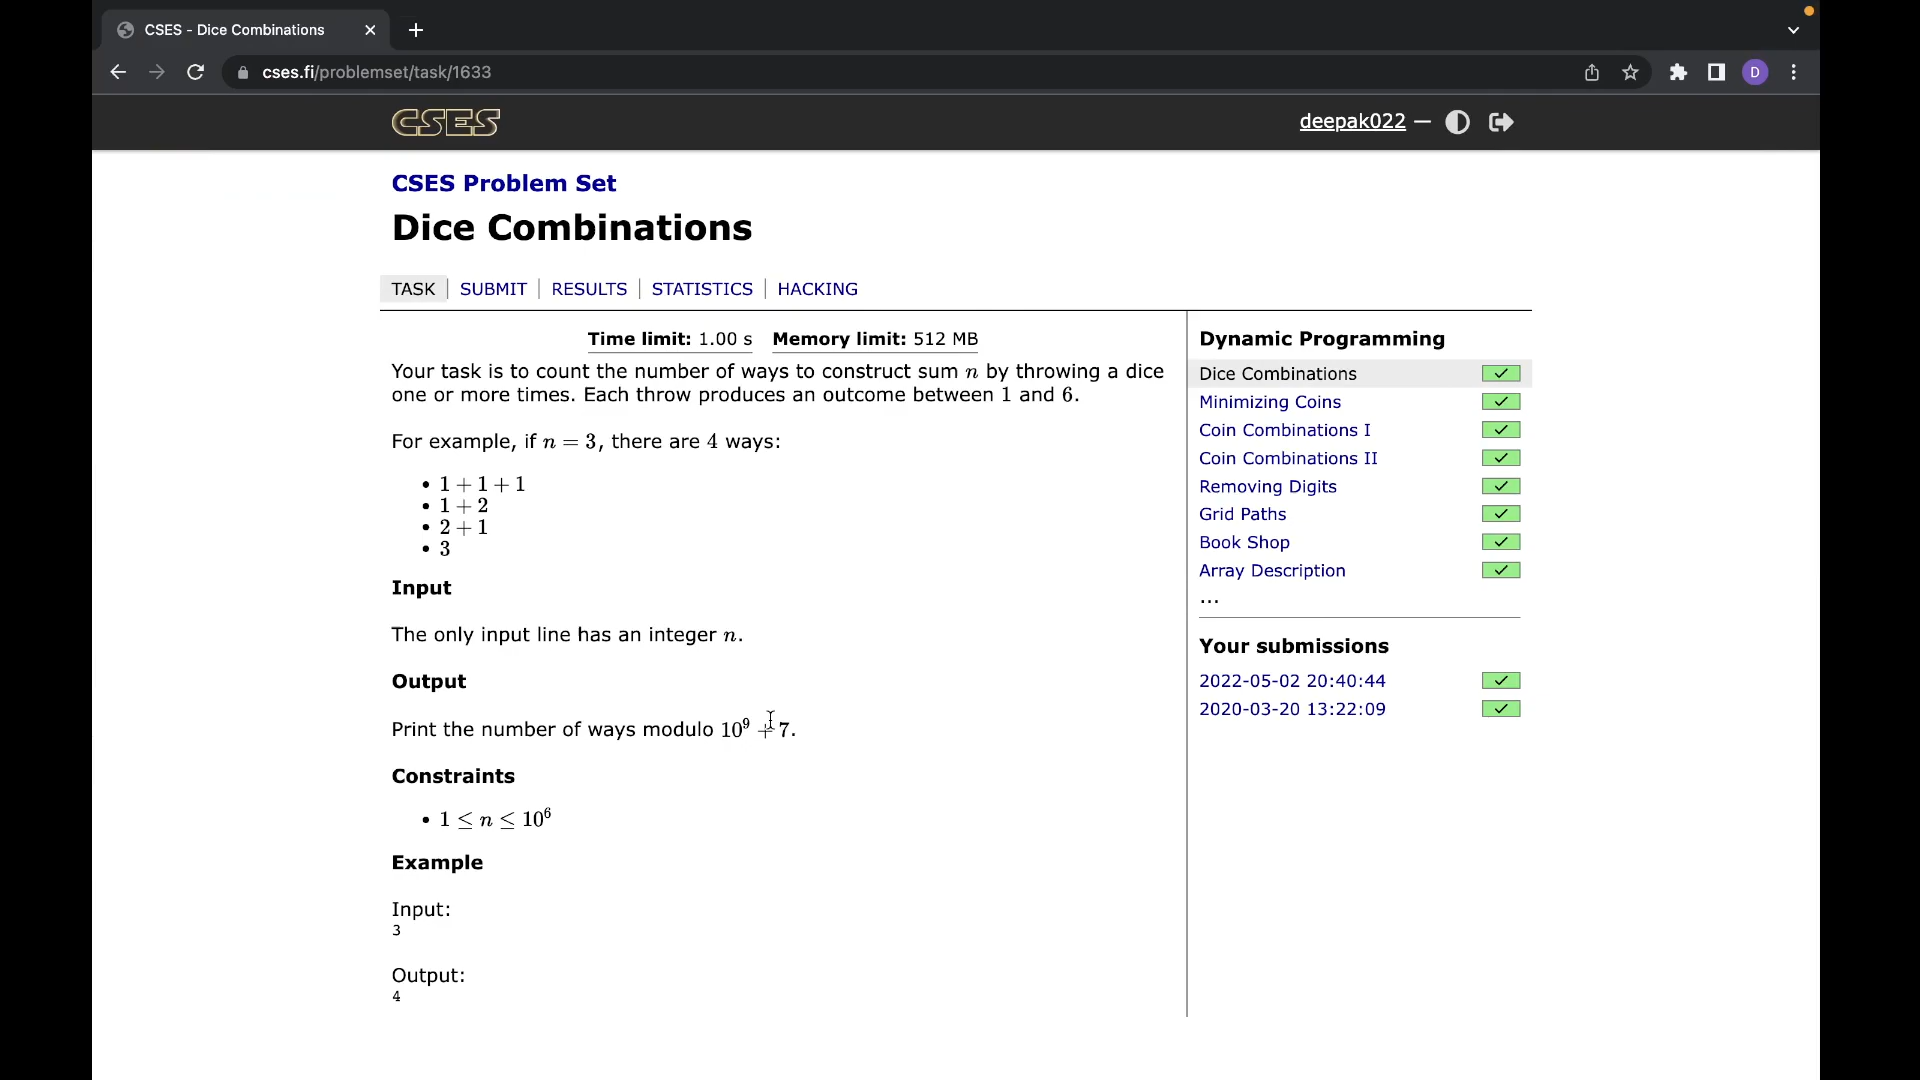 CSES - Dice Combinations
cses.fi/problemset/task/1633
D
CSES
deepak022 —
CSES Problem Set
Dice Combinations
TASK SUBMIT RESULTS STATISTICS HACKING
Time limit: 1.00 s Memory limit: 512 MB
Your task is to count the number of ways to construct sum n by throwing a dice
one or more times. Each throw produces an outcome between 1 and 6.
For example, if n = 3, there are 4 ways:
• 1 + 1 + 1
• 1 + 2
• 2 + 1
• 3
Input
The only input line has an integer n.
Output
Print the number of ways modulo 10⁹ + 7.
Constraints
• 1 ≤ n ≤ 10⁶
Example
Input:
3
Output:
4
Dynamic Programming
Dice Combinations
Minimizing Coins
Coin Combinations I
Coin Combinations II
Removing Digits
Grid Paths
Book Shop
Array Description
...
Your submissions
2022-05-02 20:40:44
2020-03-20 13:22:09